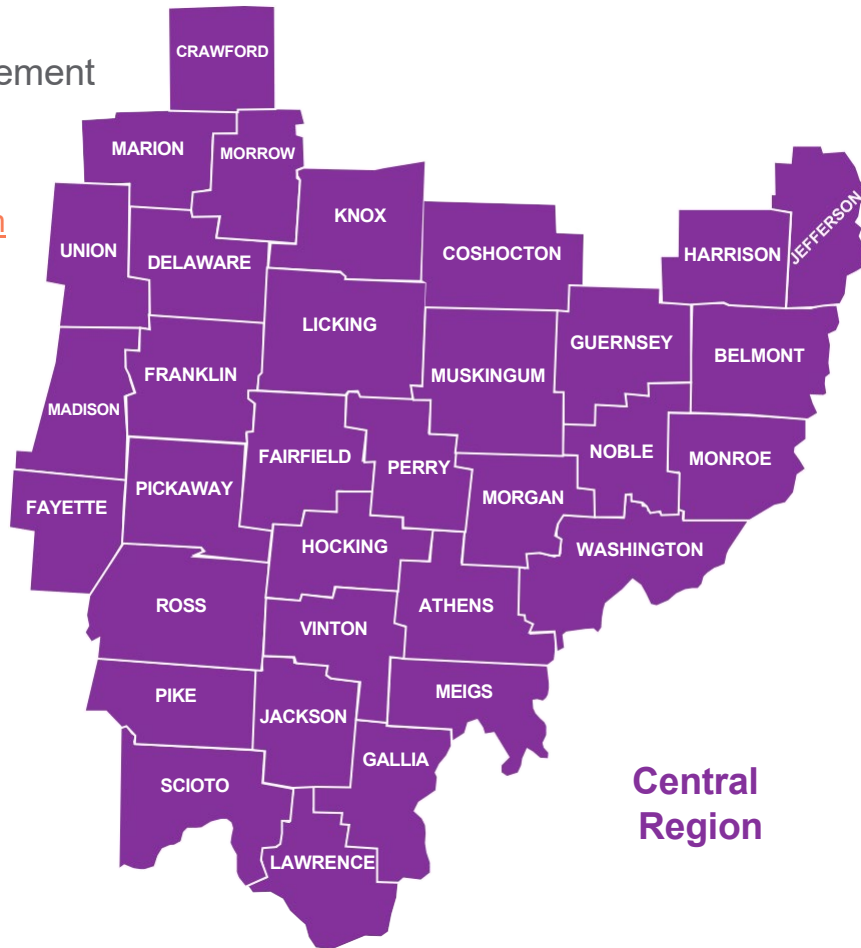 CRAWFORD
ement
MARION
MORROW
KNOX
UNION
DELAWARE
COSHOCTON
HARRISON
JEFFERSON
LICKING
GUERNSEY
BELMONT
FRANKLIN
MUSKINGUM
MADISON
FAIRFIELD
PERRY
NOBLE
MONROE
PICKAWAY
MORGAN
FAYETTE
HOCKING
WASHINGTON
ROSS
ATHENS
VINTON
PIKE
MEIGS
JACKSON
GALLIA
SCIOTO
Central
Region
LAWRENCE